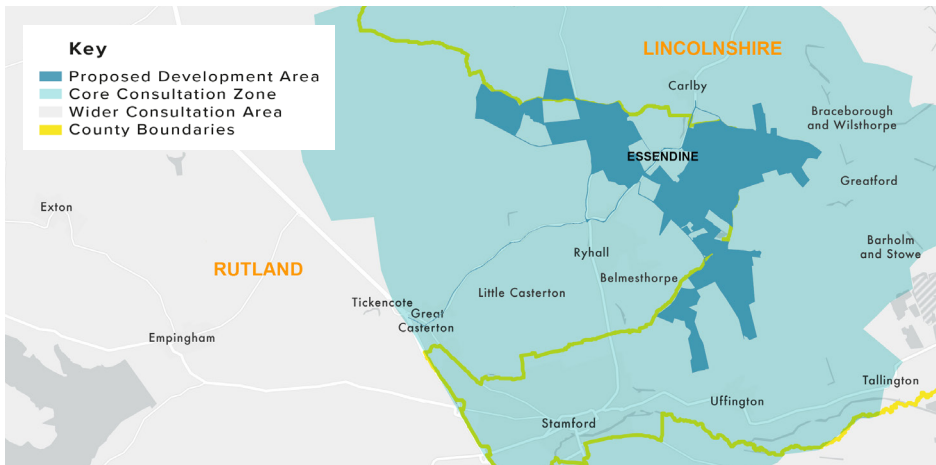 Key
Proposed Development Area
Core Consultation Zone
Wider Consultation Area
County Boundaries
LINCOLNSHIRE
Carlby
Braceborough
and Wilsthorpe
ESSENDINE
Greatford
Exton
Barholm
and Stowe
Ryhall
RUTLAND
Belmesthorpe
Little Casterton
Tickencote
Great
Casterton
Empingham
Tallington
Uffington
Stamford